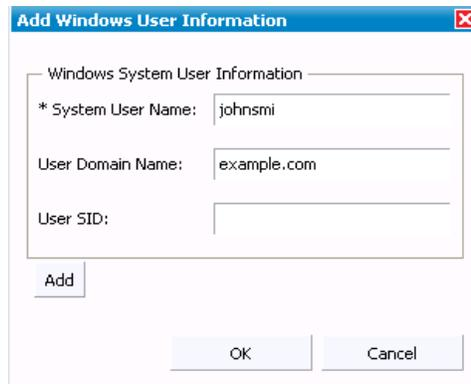 Add Windows User Information
Windows System User Information
* System User Name: johnsmi
User Domain Name: example.com
User SID:
Add
OK Cancel